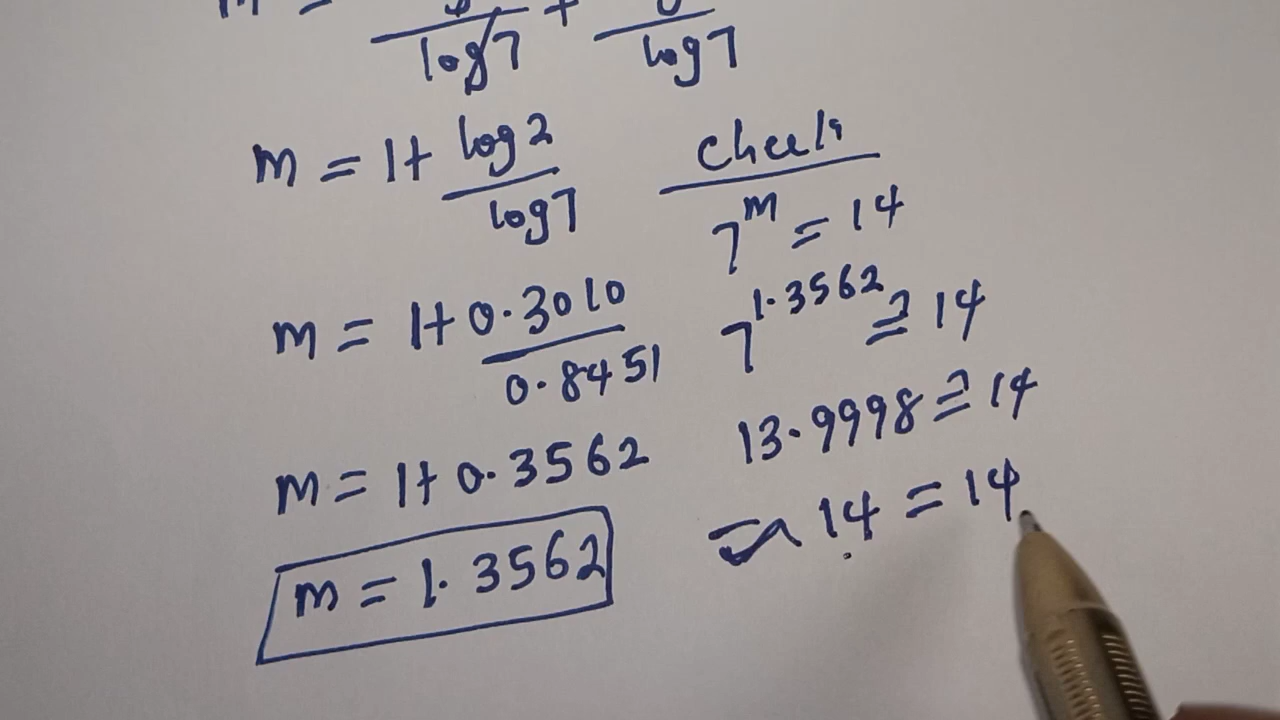 m = log7 + log7
m = 1+ log2
log7
m = 1+ 0.3010
0.8451
m = 1+ 0.3562
m = 1.3562
Check
7^m = 14
7^1.3562 ≟ 14
13.9998 ≟ 14
≈ 14 = 14